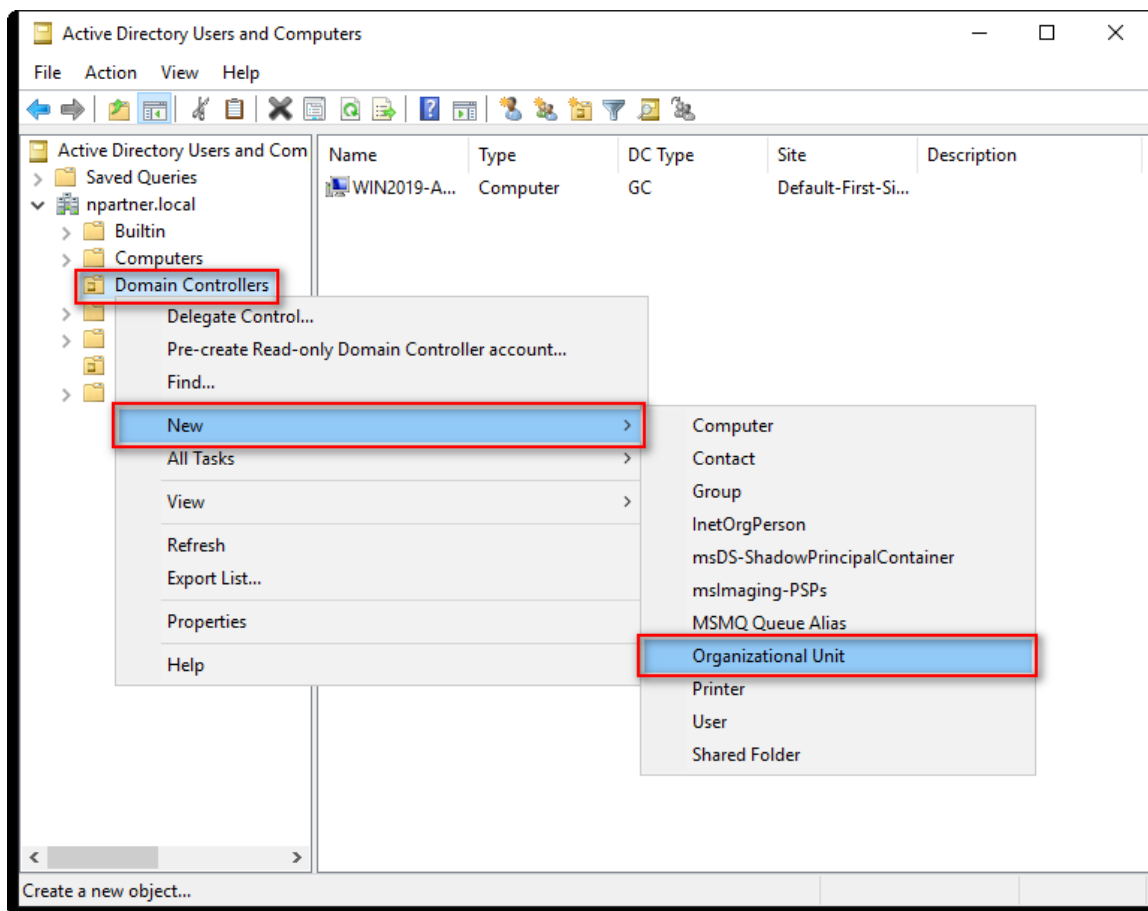 Active Directory Users and Computers
File Action View Help
Active Directory Users and Com
Saved Queries
npartner.local
Builtin
Computers
Domain Controllers
Name Type DC Type Site Description
WIN2019-A... Computer GC Default-First-Si...
Delegate Control...
Pre-create Read-only Domain Controller account...
Find...
New
All Tasks
View
Refresh
Export List...
Properties
Help
Computer
Contact
Group
InetOrgPerson
msDS-ShadowPrincipalContainer
msImaging-PSPs
MSMQ Queue Alias
Organizational Unit
Printer
User
Shared Folder
Create a new object...